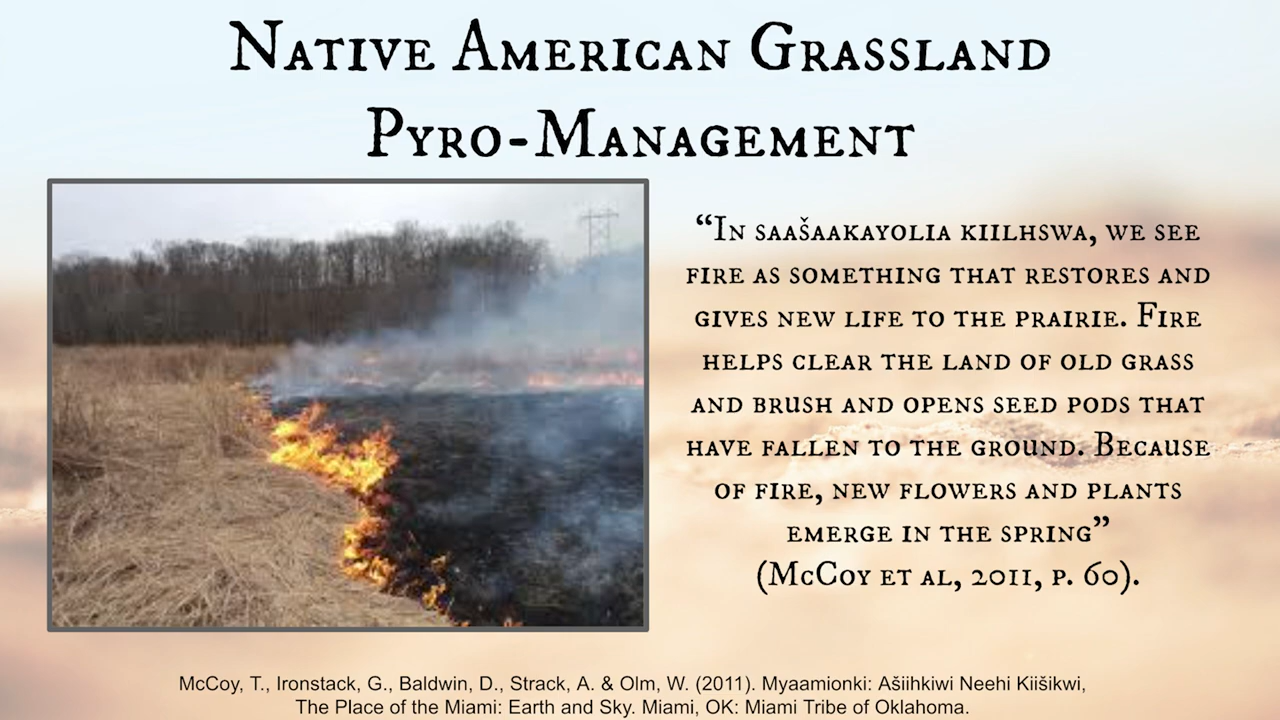 Native American Grassland
Pyro-Management
“In saašaakayolia kiilhswa, we see
fire as something that restores and
gives new life to the prairie. Fire
helps clear the land of old grass
and brush and opens seed pods that
have fallen to the ground. Because
of fire, new flowers and plants
emerge in the spring”
(McCoy et al, 2011, p. 60).
McCoy, T., Ironstack, G., Baldwin, D., Strack, A. & Olm, W. (2011). Myaamionki: Ašiihkiwi Neehi Kiišikwi,
The Place of the Miami: Earth and Sky. Miami, OK: Miami Tribe of Oklahoma.